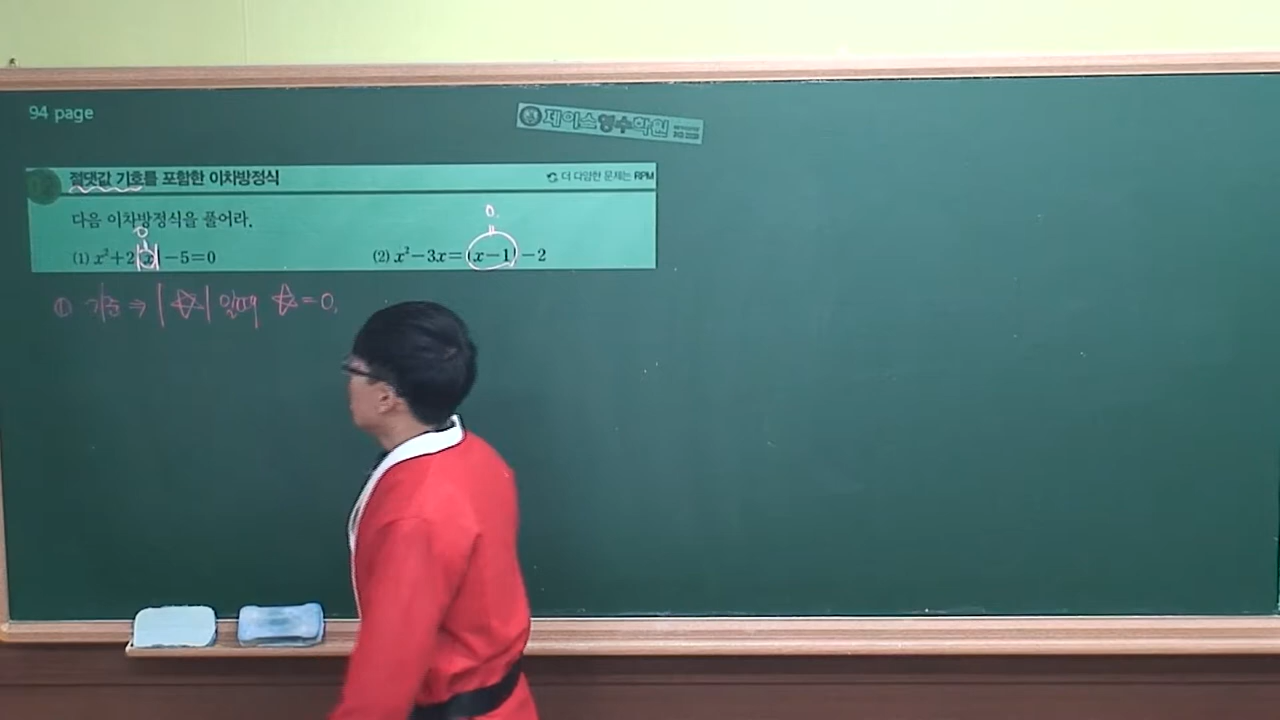 94 page
제이스영수학원
02 절댓값 기호를 포함한 이차방정식
더 다양한 문제는 RPM
다음 이차방정식을 풀어라.
0
0
(1) x²+2|x|-5=0
(2) x²-3x=|x-1|-2
① 기준 ⇒ |☆| 일때 ☆=0.